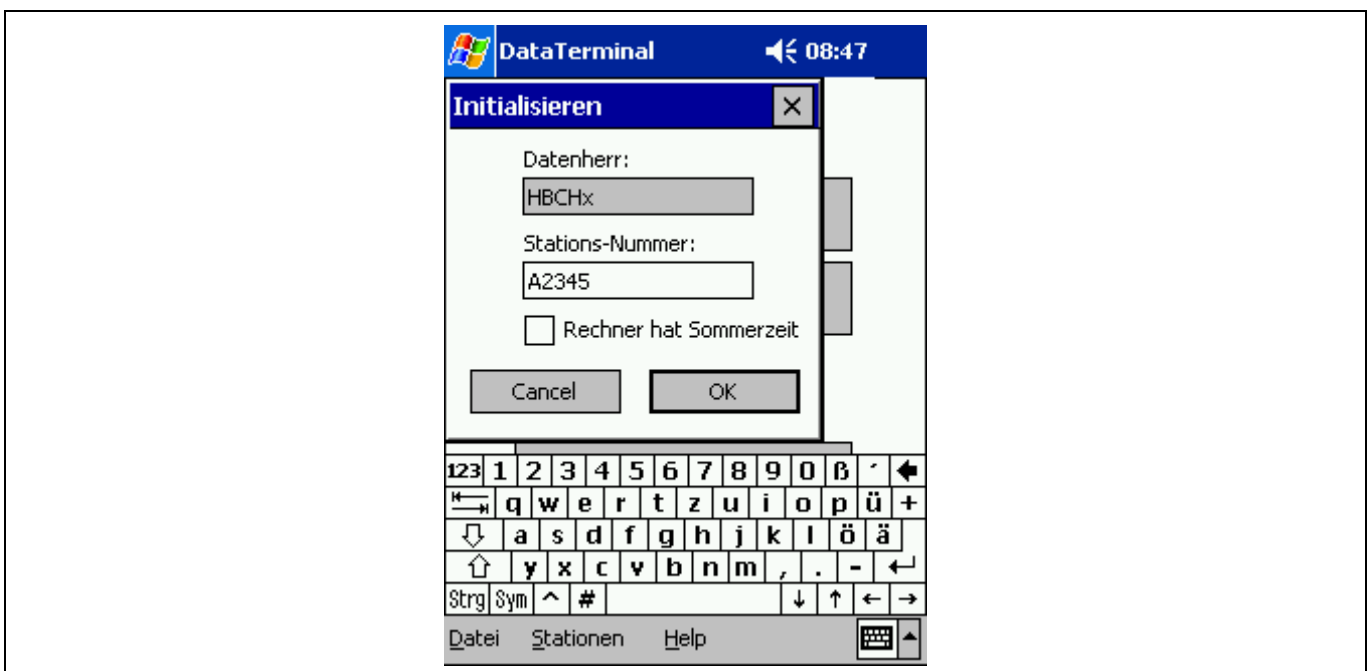 DataTerminal 08:47
Initialisieren
Datenherr:
HBCHx
Stations-Nummer:
A2345
Rechner hat Sommerzeit
Cancel OK
123 1 2 3 4 5 6 7 8 9 0 ß ´
q w e r t z u i o p ü +
a s d f g h j k l ö ä
y x c v b n m , . -
Strg Sym ^ # ↓ ↑ ← →
Datei Stationen Help